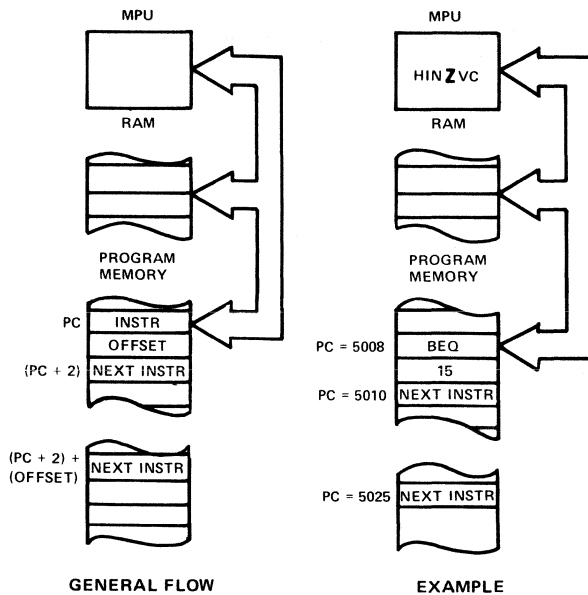 MPU
RAM
PROGRAM
MEMORY
PC
INSTR
OFFSET
(PC + 2)
NEXT INSTR
(PC + 2) +
(OFFSET)
NEXT INSTR
GENERAL FLOW
MPU
HINZVC
RAM
PROGRAM
MEMORY
PC = 5008
BEQ
15
PC = 5010
NEXT INSTR
PC = 5025
NEXT INSTR
EXAMPLE